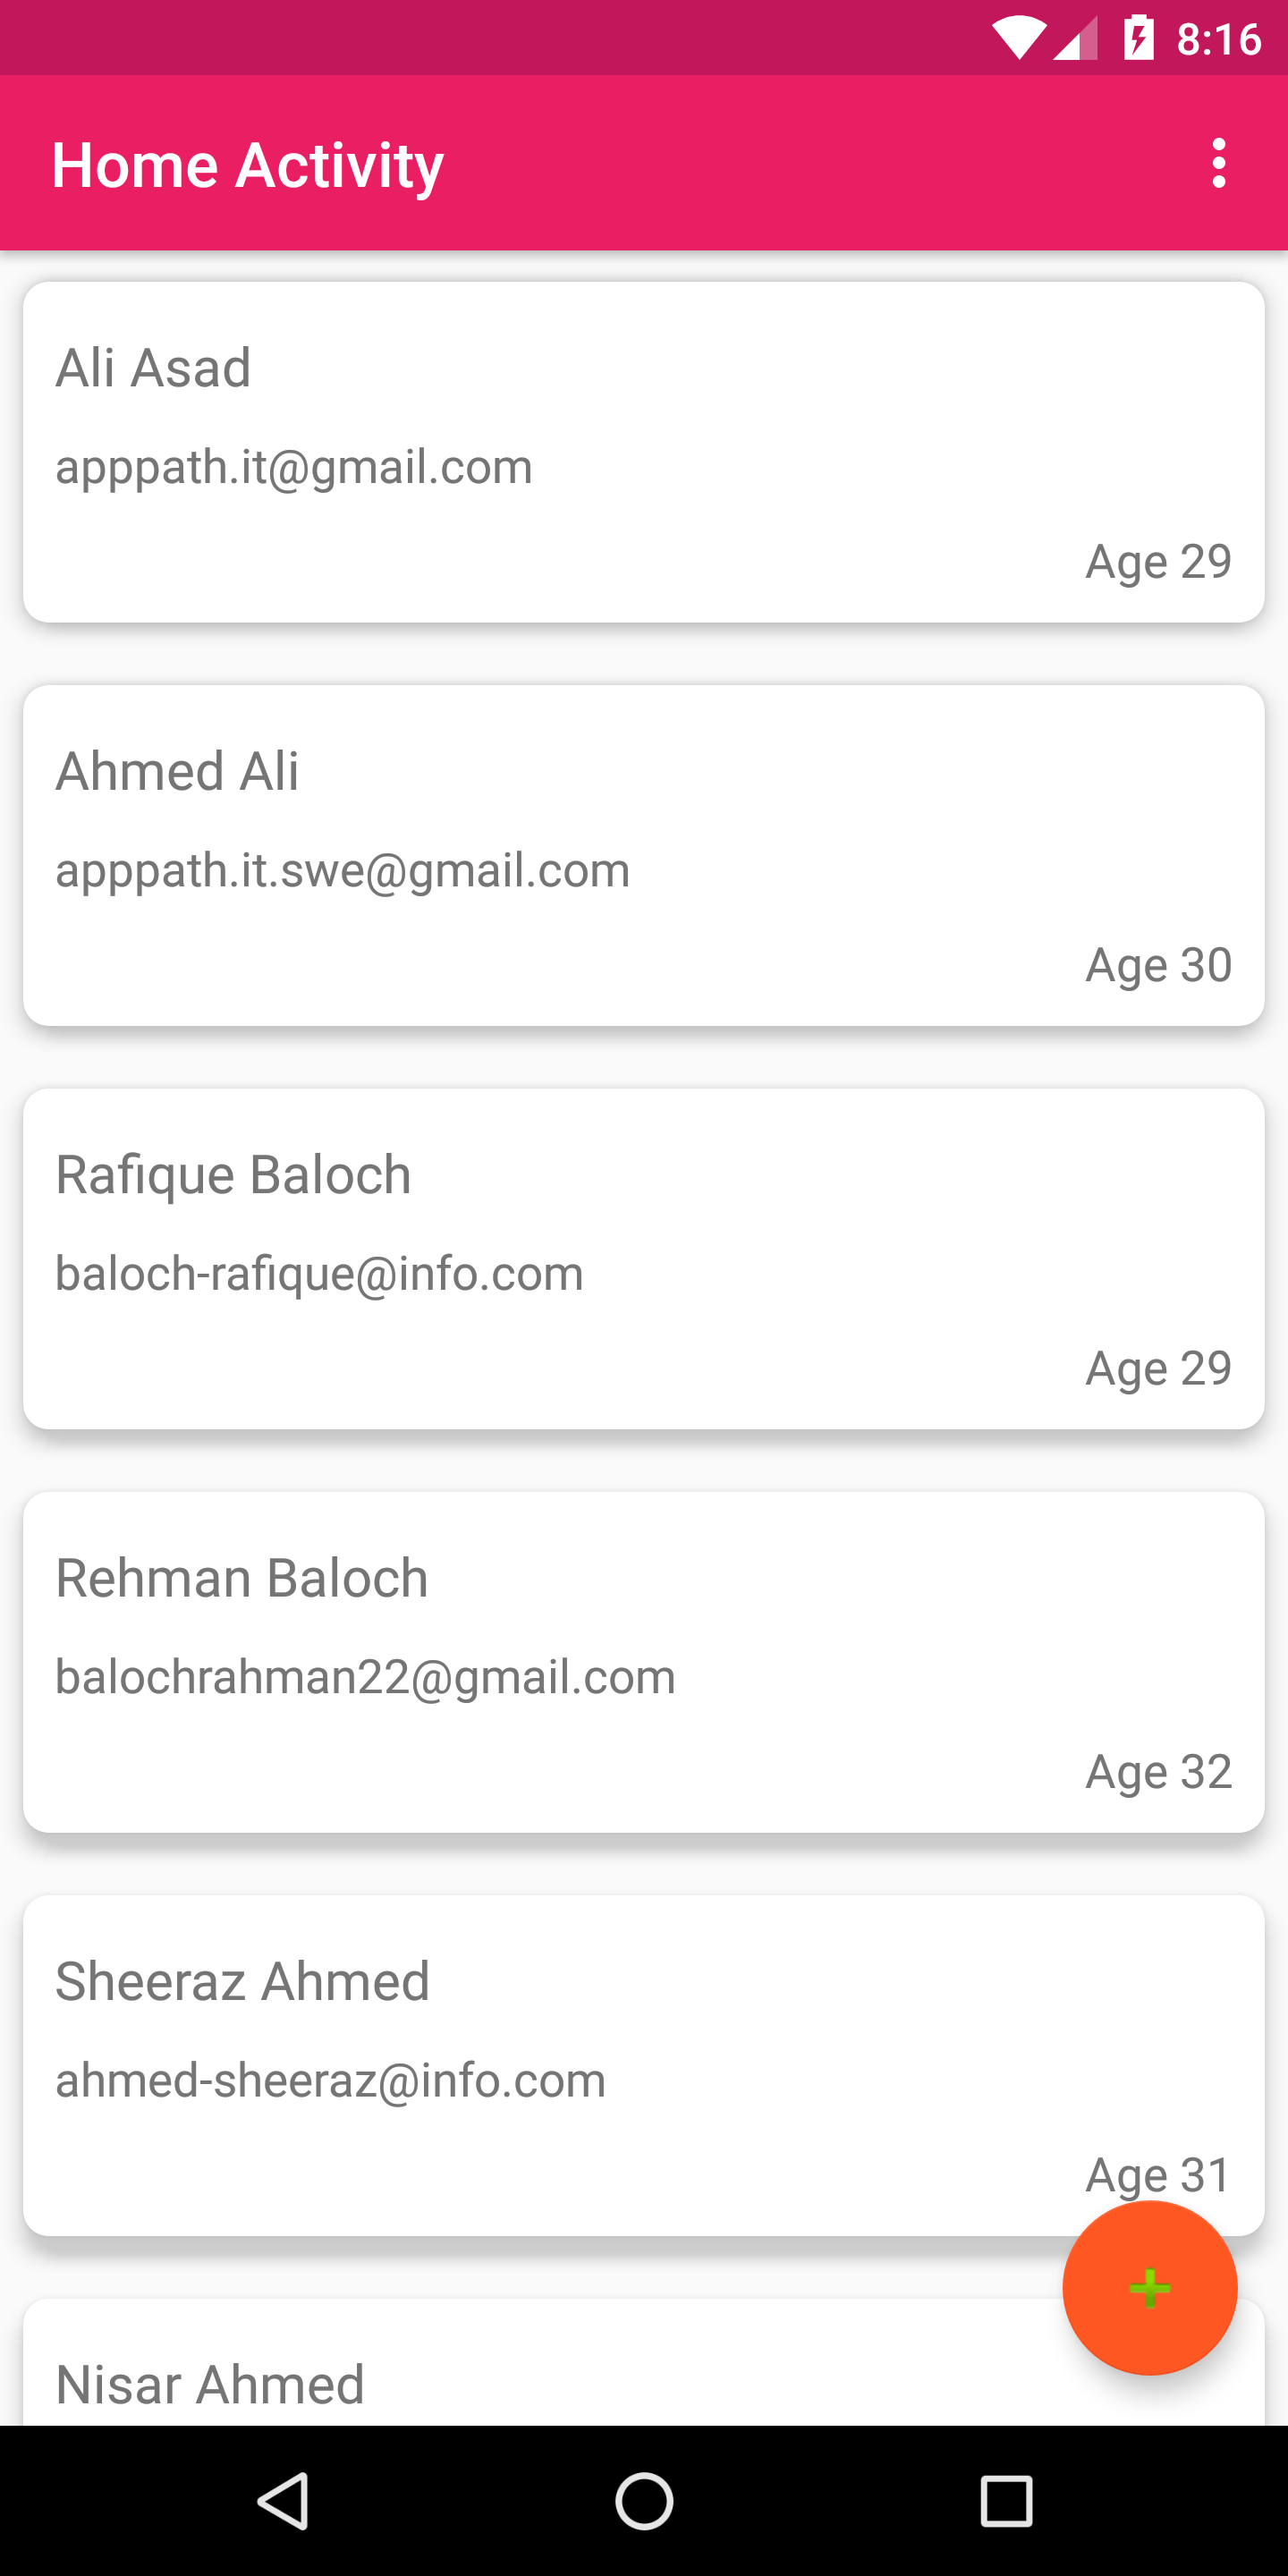 8:16
Home Activity
Ali Asad
apppath.it@gmail.com
Age 29
Ahmed Ali
apppath.it.swe@gmail.com
Age 30
Rafique Baloch
baloch-rafique@info.com
Age 29
Rehman Baloch
balochrahman22@gmail.com
Age 32
Sheeraz Ahmed
ahmed-sheeraz@info.com
Age 31
Nisar Ahmed